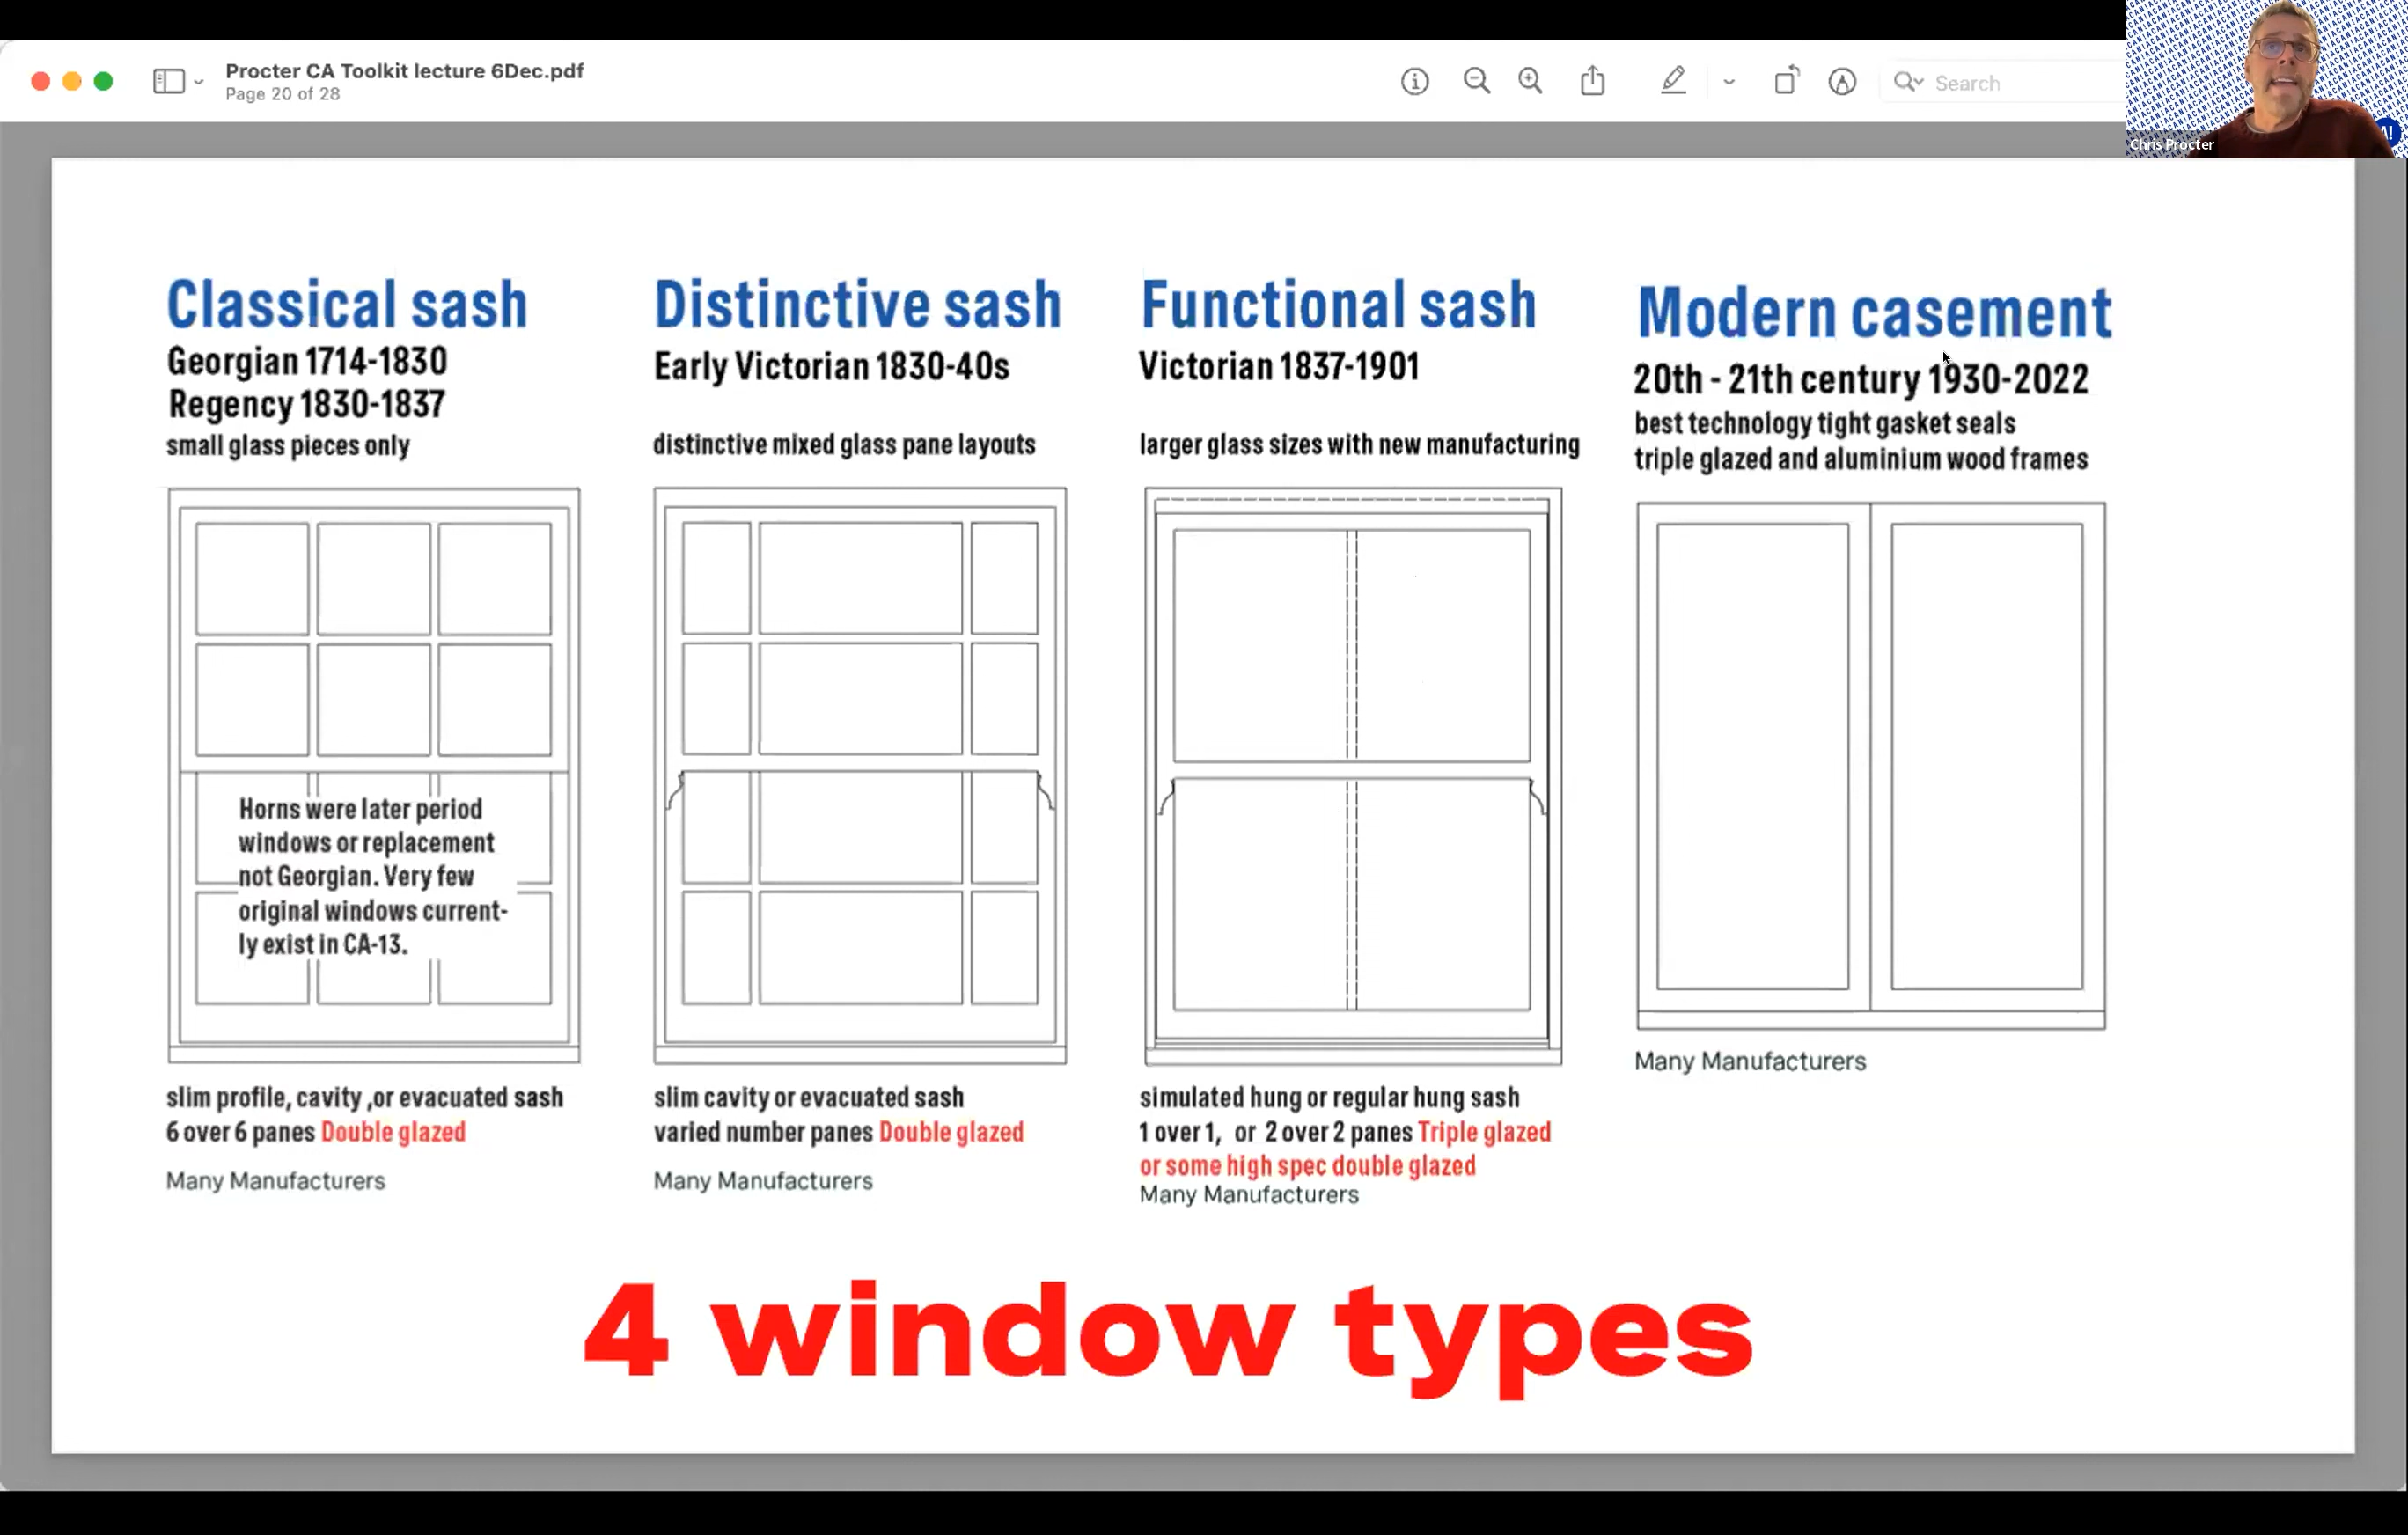 Procter CA Toolkit lecture 6Dec.pdf
Page 20 of 28
Search
Chris Procter
Classical sash
Georgian 1714-1830
Regency 1830-1837
small glass pieces only
Horns were later period
windows or replacement
not Georgian. Very few
original windows current-
ly exist in CA-13.
slim profile, cavity ,or evacuated sash
6 over 6 panes Double glazed
Many Manufacturers
Distinctive sash
Early Victorian 1830-40s
distinctive mixed glass pane layouts
slim cavity or evacuated sash
varied number panes Double glazed
Many Manufacturers
Functional sash
Victorian 1837-1901
larger glass sizes with new manufacturing
simulated hung or regular hung sash
1 over 1, or 2 over 2 panes Triple glazed
or some high spec double glazed
Many Manufacturers
Modern casement
20th - 21th century 1930-2022
best technology tight gasket seals
triple glazed and aluminium wood frames
Many Manufacturers
4 window types